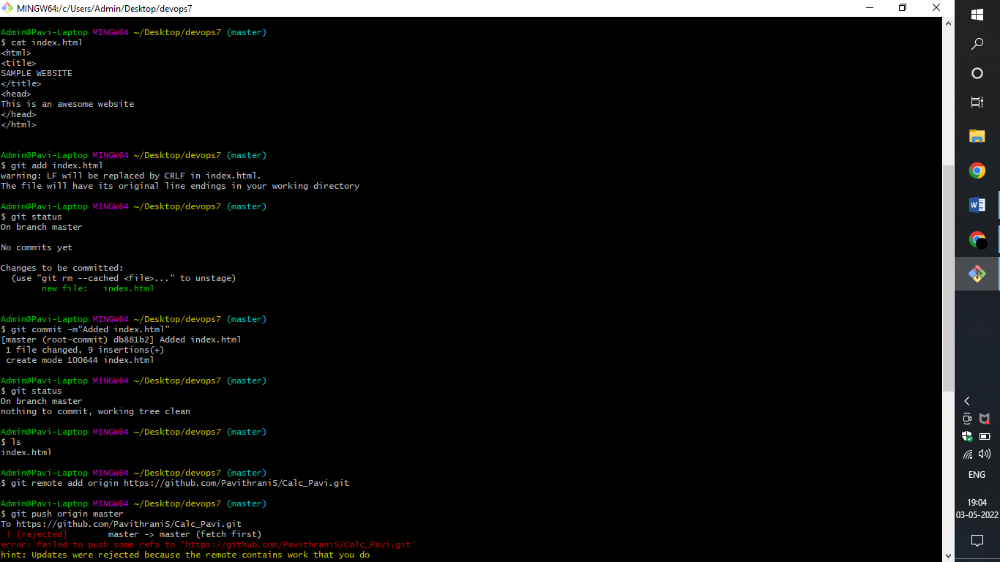 MINGW64:/c/Users/Admin/Desktop/devops7
Admin@Pavi-Laptop MINGW64 ~/Desktop/devops7 (master)
$ cat index.html
<html>
<title>
SAMPLE WEBSITE
</title>
<head>
This is an awesome website
</head>
</html>
Admin@Pavi-Laptop MINGW64 ~/Desktop/devops7 (master)
$ git add index.html
warning: LF will be replaced by CRLF in index.html.
The file will have its original line endings in your working directory
Admin@Pavi-Laptop MINGW64 ~/Desktop/devops7 (master)
$ git status
On branch master
No commits yet
Changes to be committed:
  (use "git rm --cached <file>..." to unstage)
        new file:   index.html
Admin@Pavi-Laptop MINGW64 ~/Desktop/devops7 (master)
$ git commit -m"Added index.html"
[master (root-commit) db881b2] Added index.html
 1 file changed, 9 insertions(+)
 create mode 100644 index.html
Admin@Pavi-Laptop MINGW64 ~/Desktop/devops7 (master)
$ git status
On branch master
nothing to commit, working tree clean
Admin@Pavi-Laptop MINGW64 ~/Desktop/devops7 (master)
$ ls
index.html
Admin@Pavi-Laptop MINGW64 ~/Desktop/devops7 (master)
$ git remote add origin https://github.com/PavithraniS/Calc_Pavi.git
Admin@Pavi-Laptop MINGW64 ~/Desktop/devops7 (master)
$ git push origin master
To https://github.com/PavithraniS/Calc_Pavi.git
 ! [rejected]        master -> master (fetch first)
error: failed to push some refs to 'https://github.com/PavithraniS/Calc_Pavi.git'
hint: Updates were rejected because the remote contains work that you do
W
ENG
19:04
03-05-2022